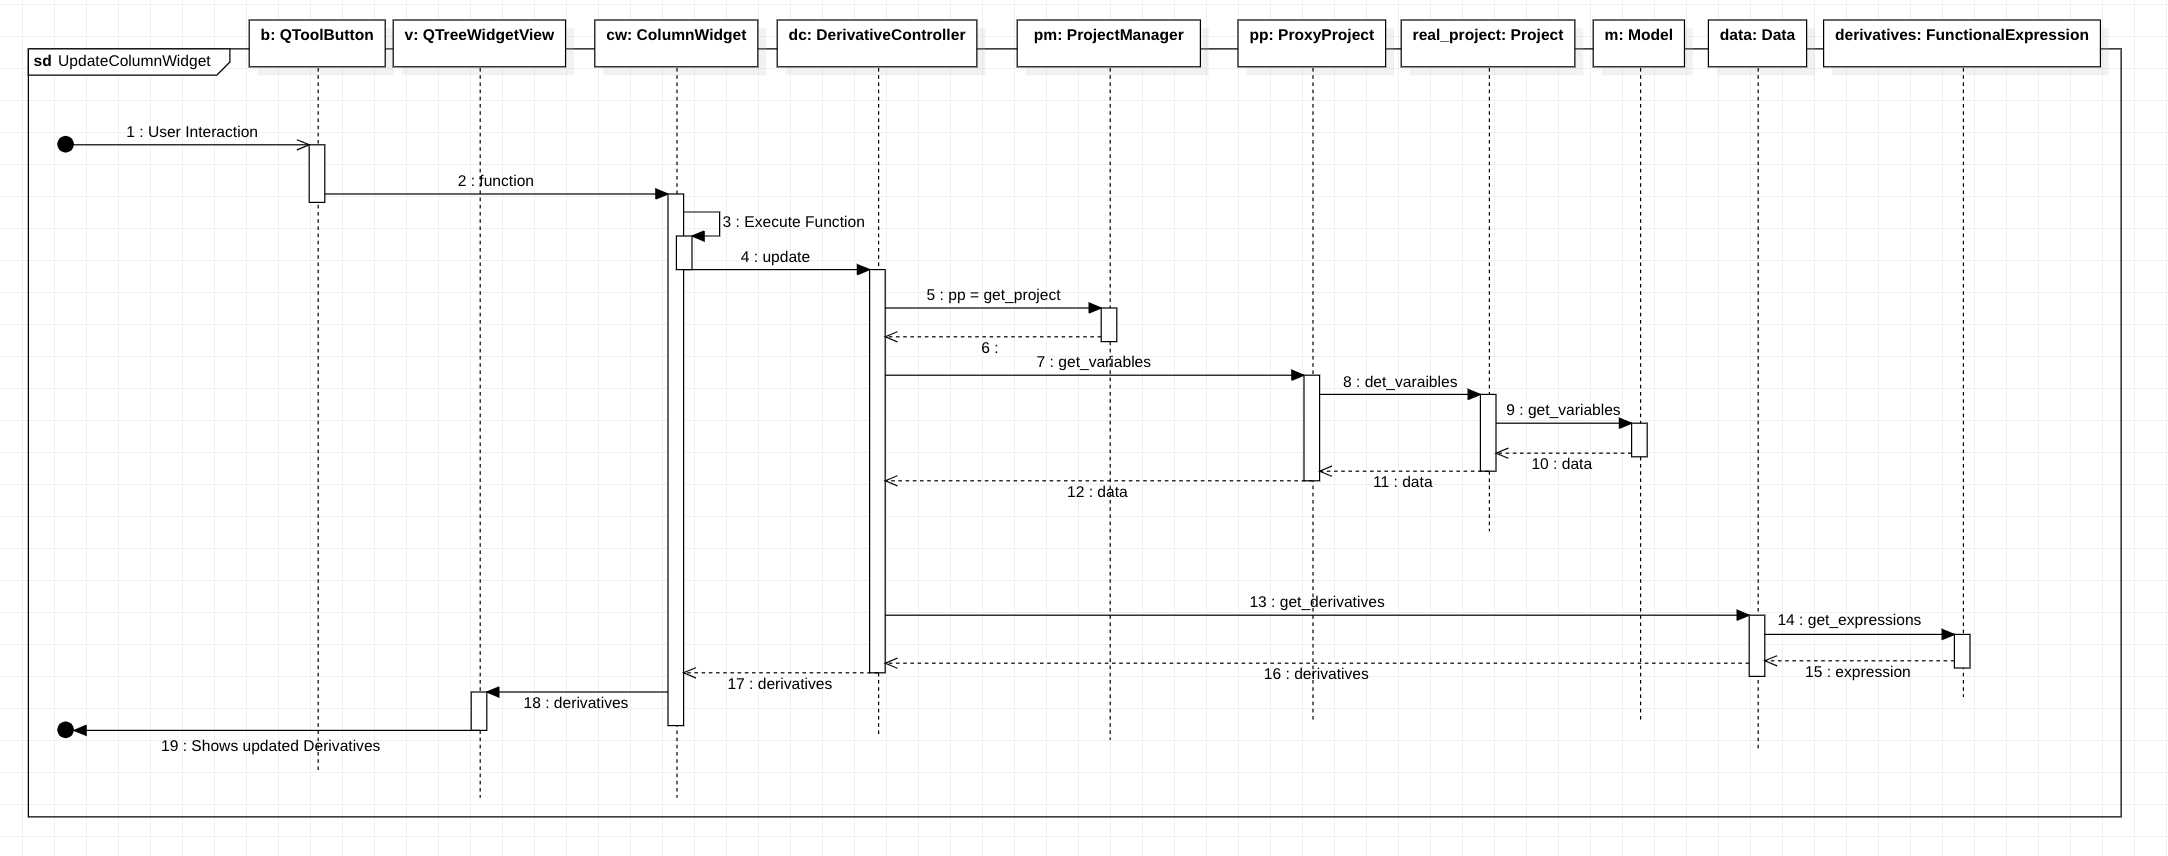 b: QToolButton
v: QTreeWidgetView
cw: ColumnWidget
dc: DerivativeController
pm: ProjectManager
pp: ProxyProject
real_project: Project
m: Model
data: Data
derivatives: FunctionalExpression
sd UpdateColumnWidget
1 : User Interaction
2 : function
3 : Execute Function
4 : update
5 : pp = get_project
6 :
7 : get_variables
8 : det_varaibles
9 : get_variables
10 : data
11 : data
12 : data
13 : get_derivatives
14 : get_expressions
15 : expression
16 : derivatives
17 : derivatives
18 : derivatives
19 : Shows updated Derivatives